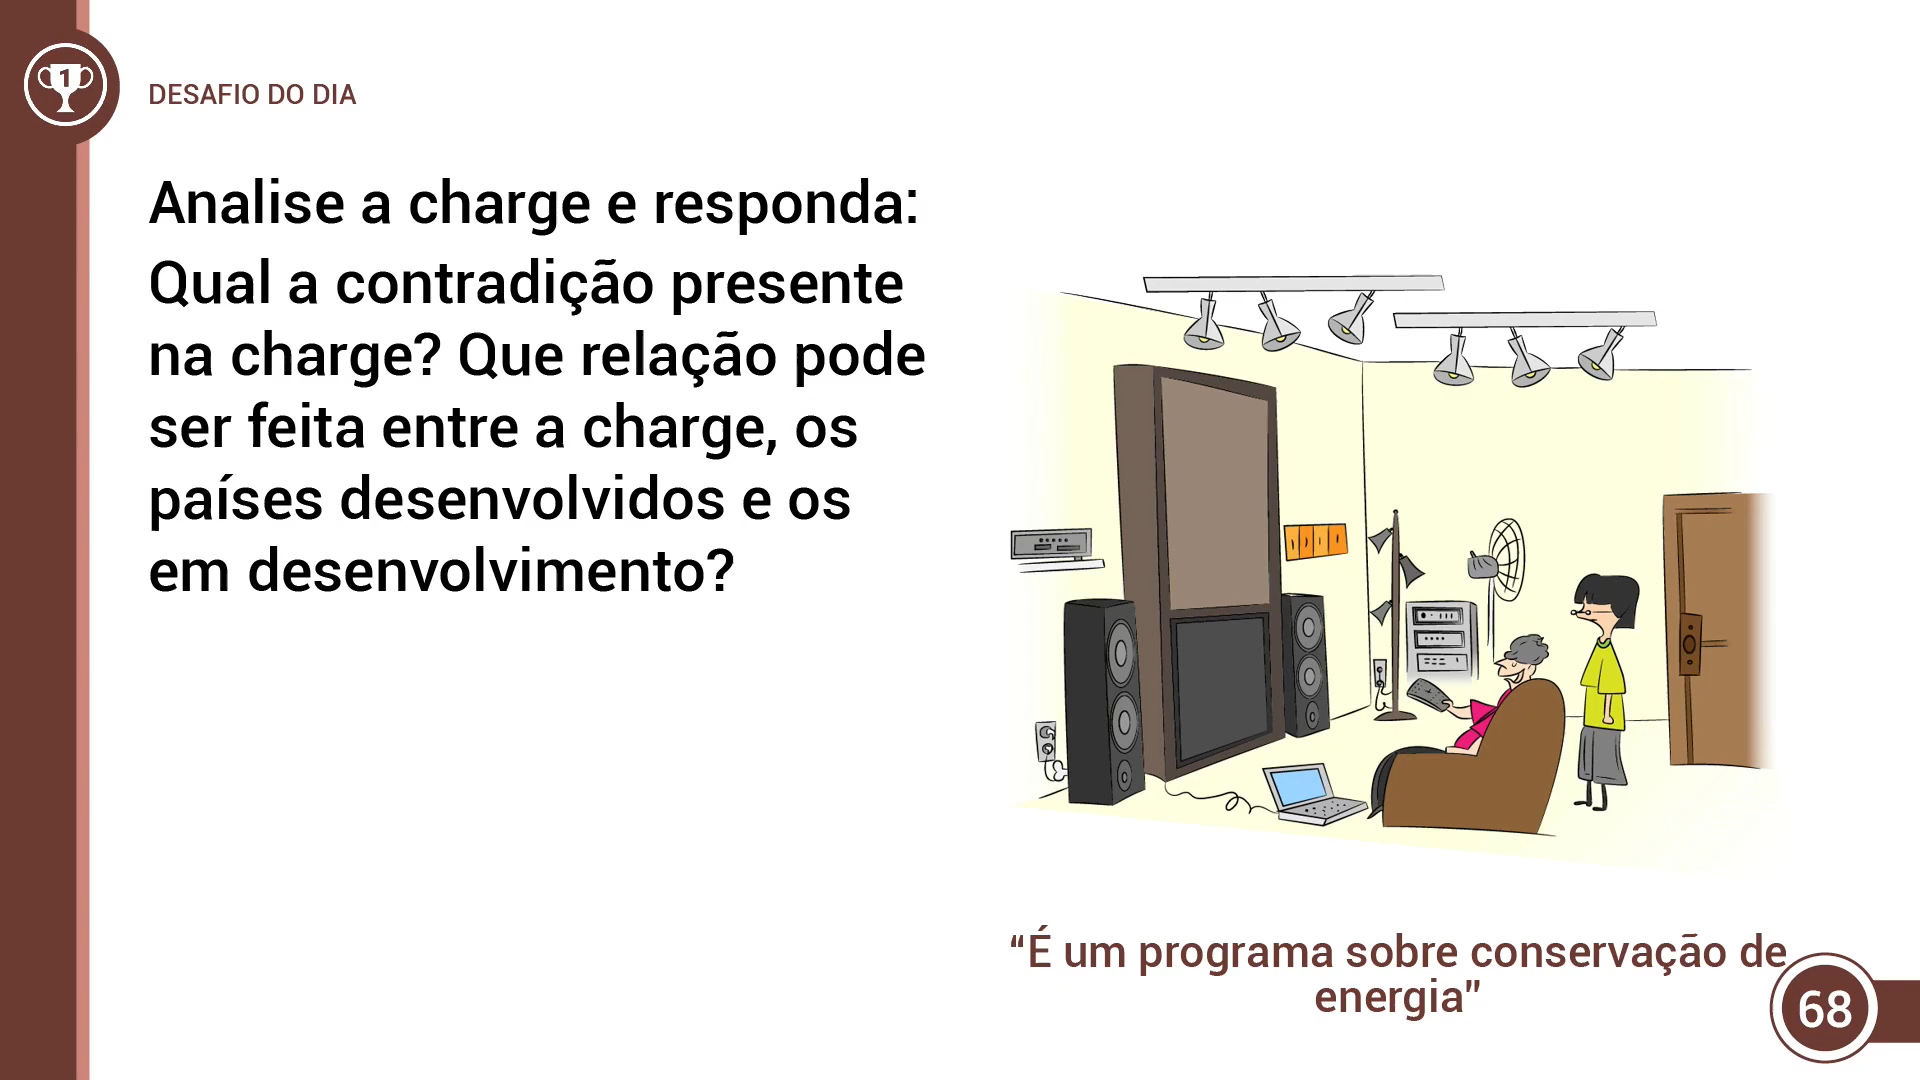 1
DESAFIO DO DIA
Analise a charge e responda:
Qual a contradição presente
na charge? Que relação pode
ser feita entre a charge, os
países desenvolvidos e os
em desenvolvimento?
“É um programa sobre conservação de
energia”
68